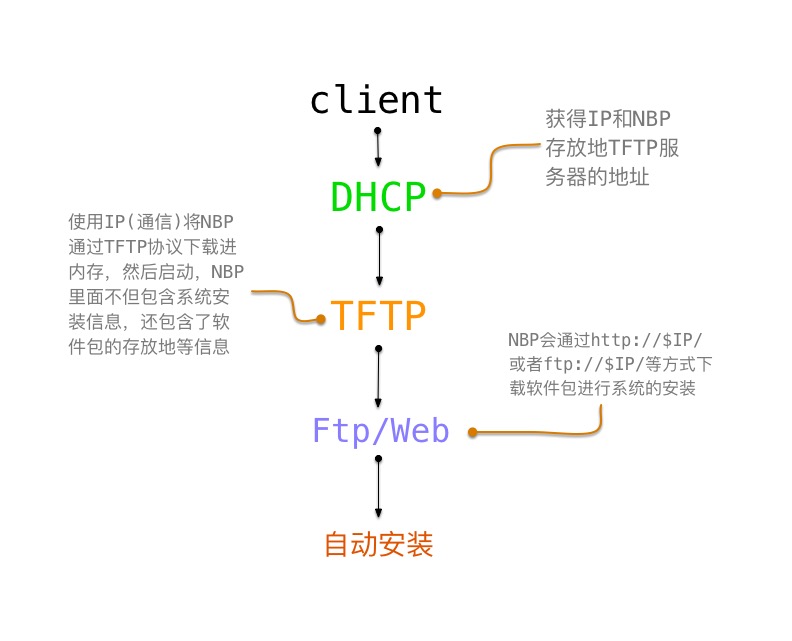 client
获得IP和NBP
存放地TFTP服
务器的地址
DHCP
使用IP(通信)将NBP
通过TFTP协议下载进
内存，然后启动，NBP
里面不但包含系统安
装信息，还包含了软
件包的存放地等信息
TFTP
NBP会通过http://$IP/
或者ftp://$IP/等方式下
载软件包进行系统的安装
Ftp/Web
自动安装